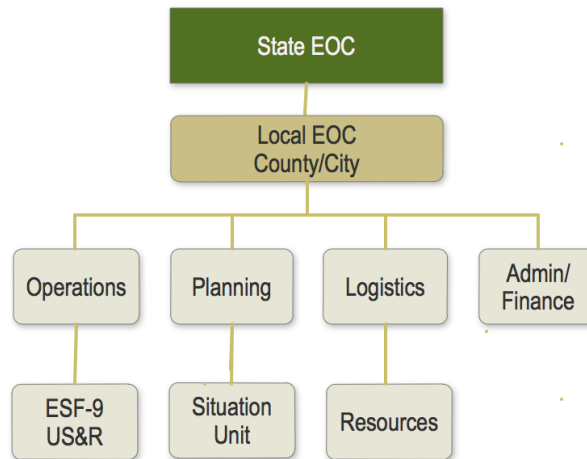 State EOC
Local EOC
County/City
Operations
Planning
Logistics
Admin/
Finance
ESF-9
US&R
Situation
Unit
Resources